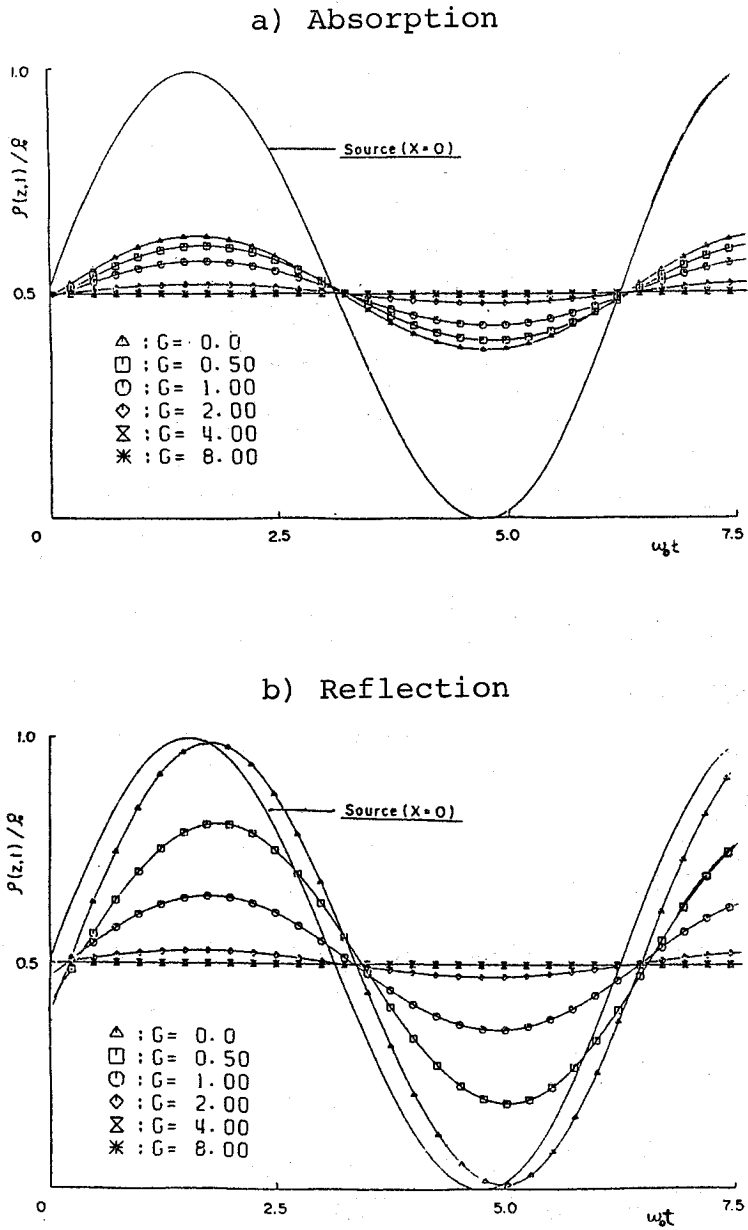 a) Absorption
1.0
ρ(z,1) / ρ₀
Source (X=0)
0.5
: G= 0.0
: G= 0.50
: G= 1.00
: G= 2.00
: G= 4.00
: G= 8.00
0
2.5
5.0
7.5
ω₀t
b) Reflection
1.0
ρ(z,1) / ρ₀
Source (X=0)
0.5
: G= 0.0
: G= 0.50
: G= 1.00
: G= 2.00
: G= 4.00
: G= 8.00
0
2.5
5.0
7.5
ω₀t